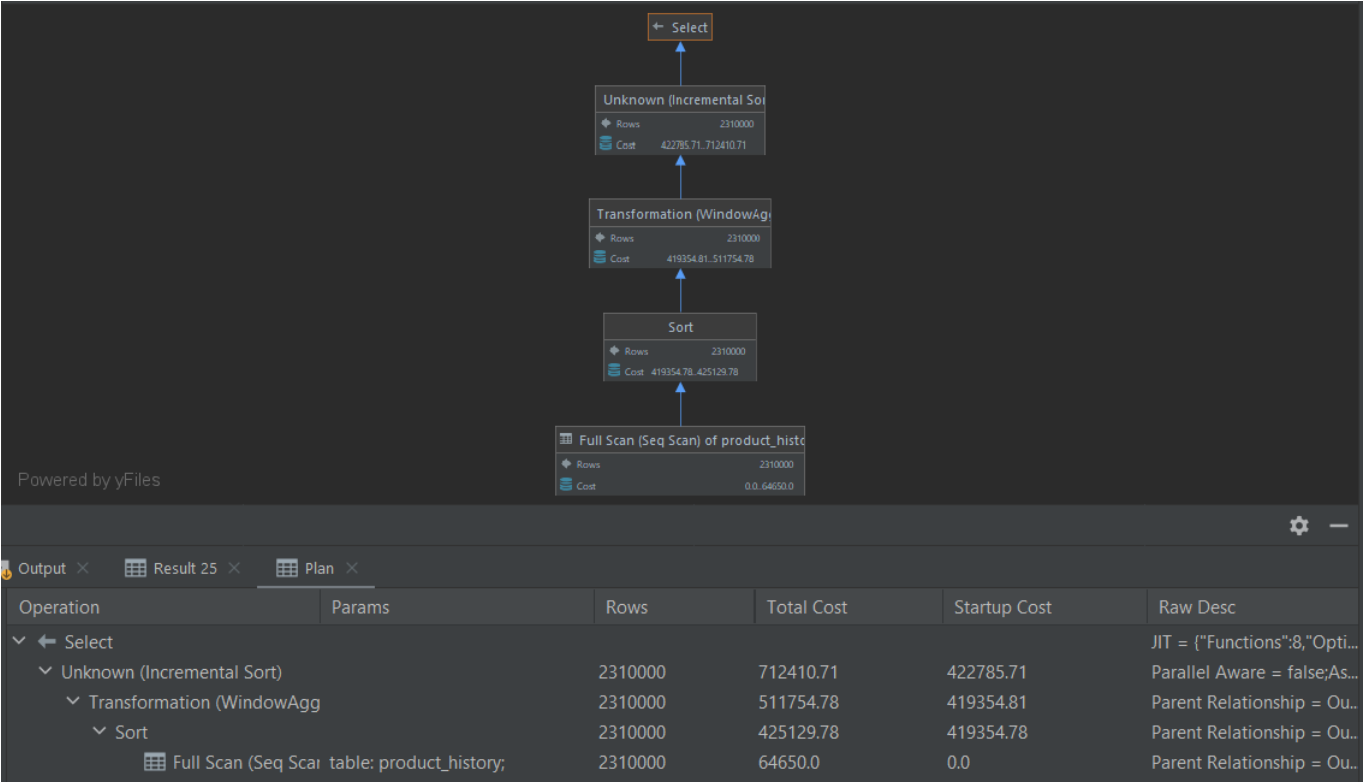 Select
Unknown (Incremental Sor
Rows 2310000
Cost 422785.71..712410.71
Transformation (WindowAgg
Rows 2310000
Cost 419354.81..511754.78
Sort
Rows 2310000
Cost 419354.78..425129.78
Full Scan (Seq Scan) of product_histo
Rows 2310000
Cost 0.0..64650.0
Powered by yFiles
Output Result 25 Plan
Operation Params Rows Total Cost Startup Cost Raw Desc
Select JIT = {"Functions":8,"Opti...
Unknown (Incremental Sort) 2310000 712410.71 422785.71 Parallel Aware = false;As...
Transformation (WindowAgg 2310000 511754.78 419354.81 Parent Relationship = Ou...
Sort 2310000 425129.78 419354.78 Parent Relationship = Ou...
Full Scan (Seq Scan table: product_history; 2310000 64650.0 0.0 Parent Relationship = Ou...